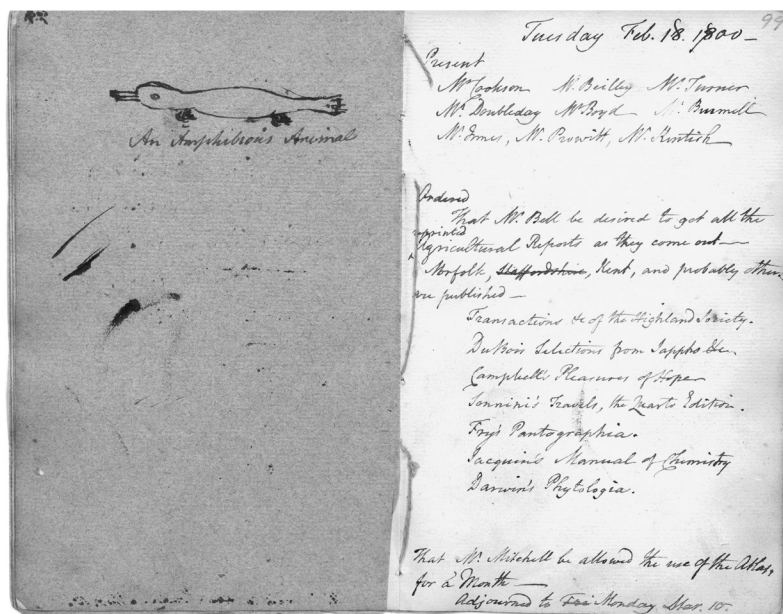 An Amphibious Animal
99
Tuesday Feb. 18. 1800 —
Present
Mr Cookson Mr. Beilby Mr. Turner
Mr. Doubleday Mr Boyd Mr. Burnell
Mr. Emes, Mr. Prowitt, Mr. Kentish
Ordered
That Mr. Bell be desired to get all the
reprinted
Agricultural Reports as they come out —
Norfolk, Staffordshire, Kent, and probably others
are published —
Transactions &c of the Highland Society.
DuBois Selections from Sappho &c
Campbell's Pleasures of Hope
Sonnini's Travels, the Quarto Edition.
Fry's Pantographia.
Jacquin's Manual of Chemistry
Darwin's Phytologia.
That Mr. Mitchell be allowed the use of the Atlas,
for a Month —
Adjourned to Monday Mar. 10.